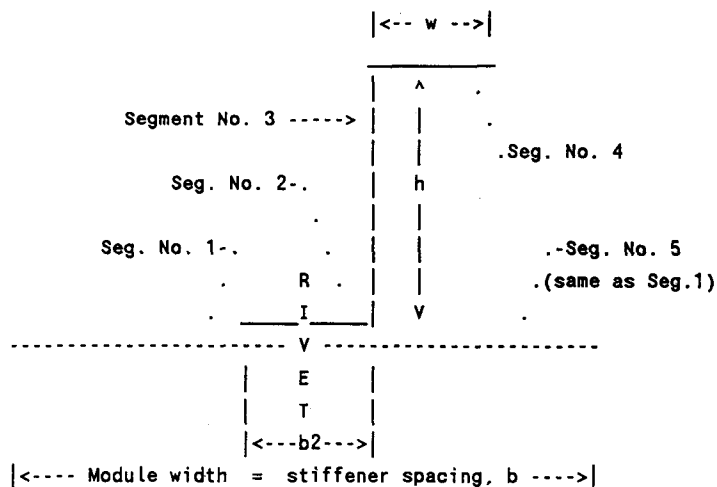 |<-- w -->|
Segment No. 3 ----->
.Seg. No. 4
Seg. No. 2-.
h
Seg. No. 1-.
.-Seg. No. 5
R
.(same as Seg.1)
I
V
V
E
T
|<---b2--->|
|<---- Module width = stiffener spacing, b ---->|